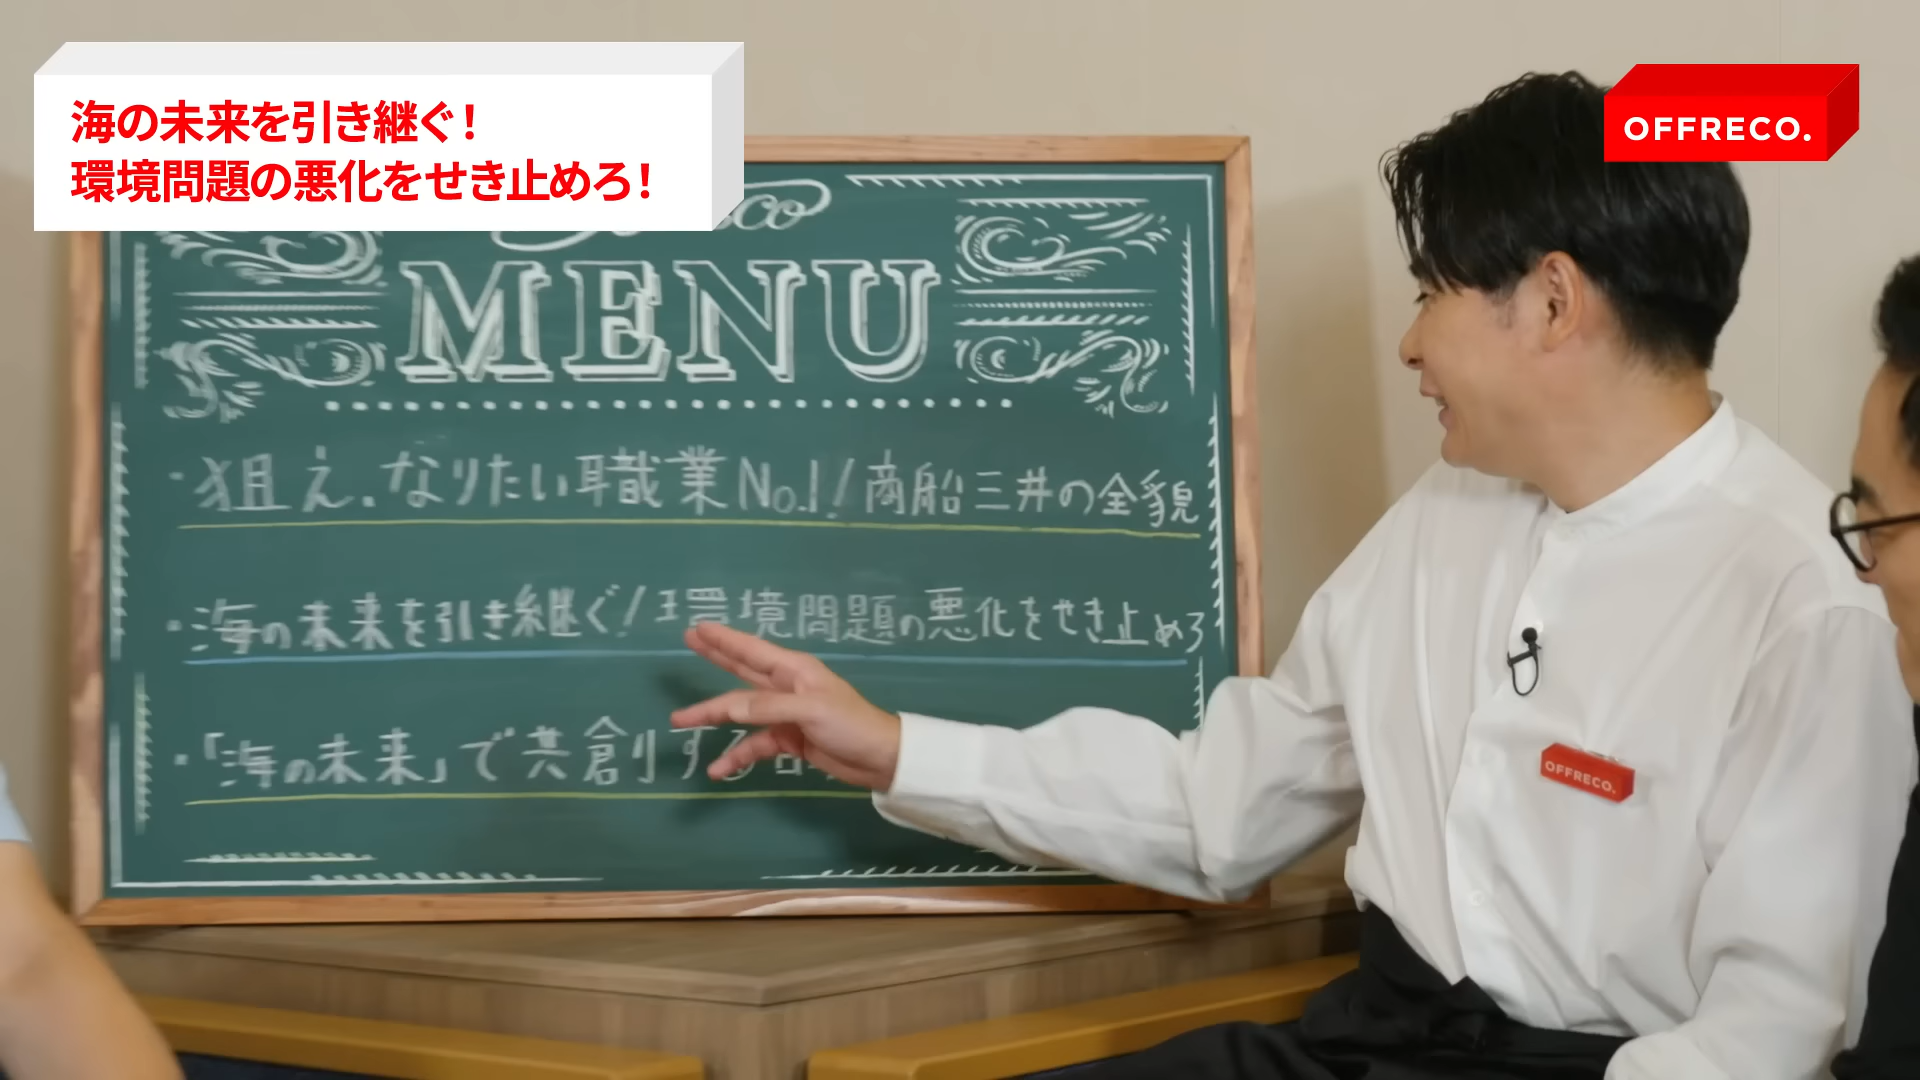 海の未来を引き継ぐ！
環境問題の悪化をせき止めろ！
OFFRECO.
MENU
・狙え、なりたい職業No.1！商船三井の全貌
・海の未来を引き継ぐ！環境問題の悪化をせき止めろ
・「海の未来」で共創する
OFFRECO.